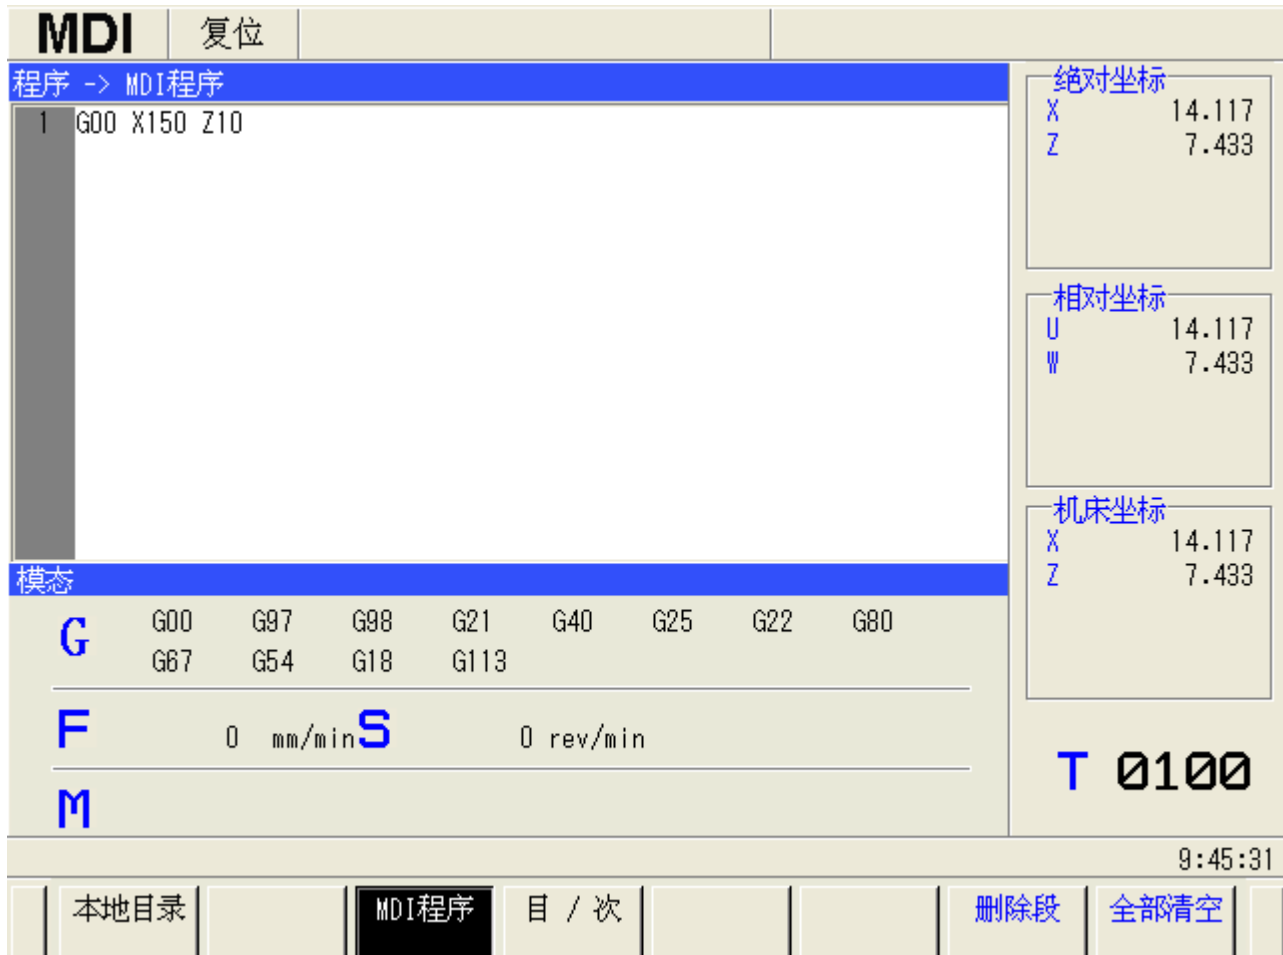 MDI 复位
程序 -> MDI程序
1 G00 X150 Z10
绝对坐标
X 14.117
Z 7.433
相对坐标
U 14.117
W 7.433
机床坐标
X 14.117
Z 7.433
模态
G G00 G97 G98 G21 G40 G25 G22 G80
G67 G54 G18 G113
F 0 mm/min S 0 rev/min
M
T 0100
9:45:31
本地目录 MDI程序 目 / 次 删除段 全部清空